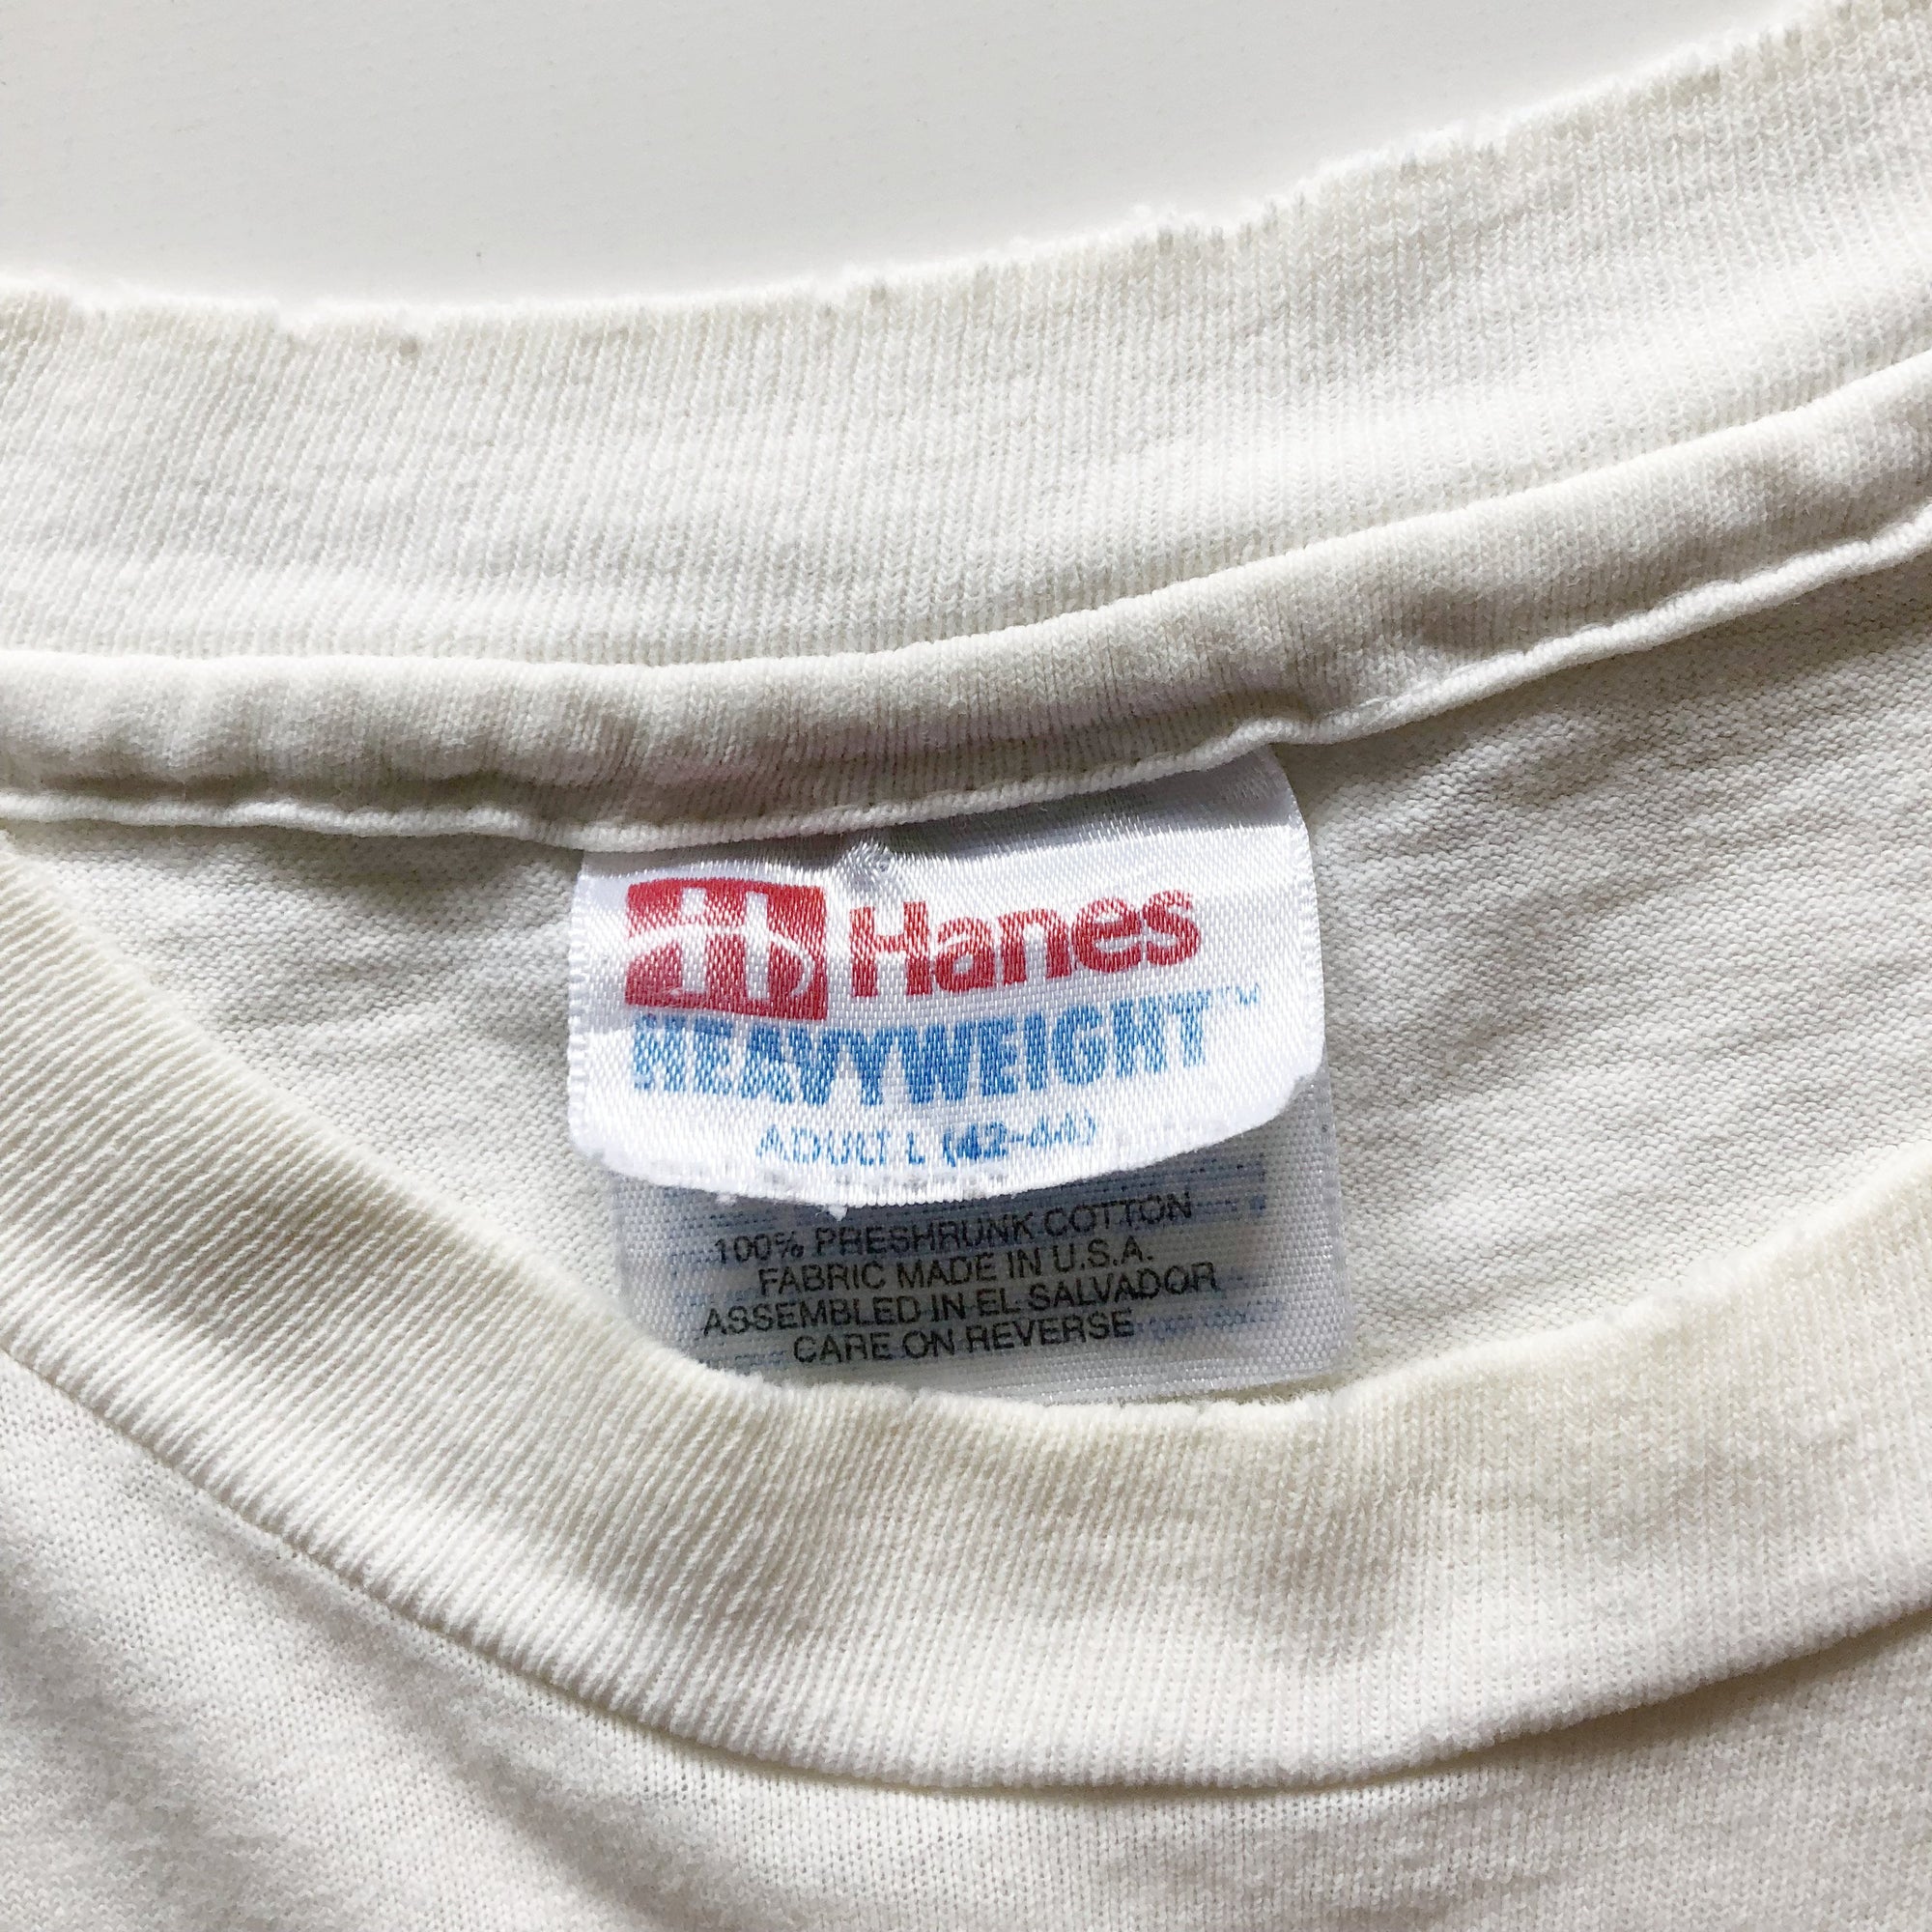 Hanes
HEAVYWEIGHT™
ADULT L (42-44)
100% PRESHRUNK COTTON
FABRIC MADE IN U.S.A.
ASSEMBLED IN EL SALVADOR
CARE ON REVERSE